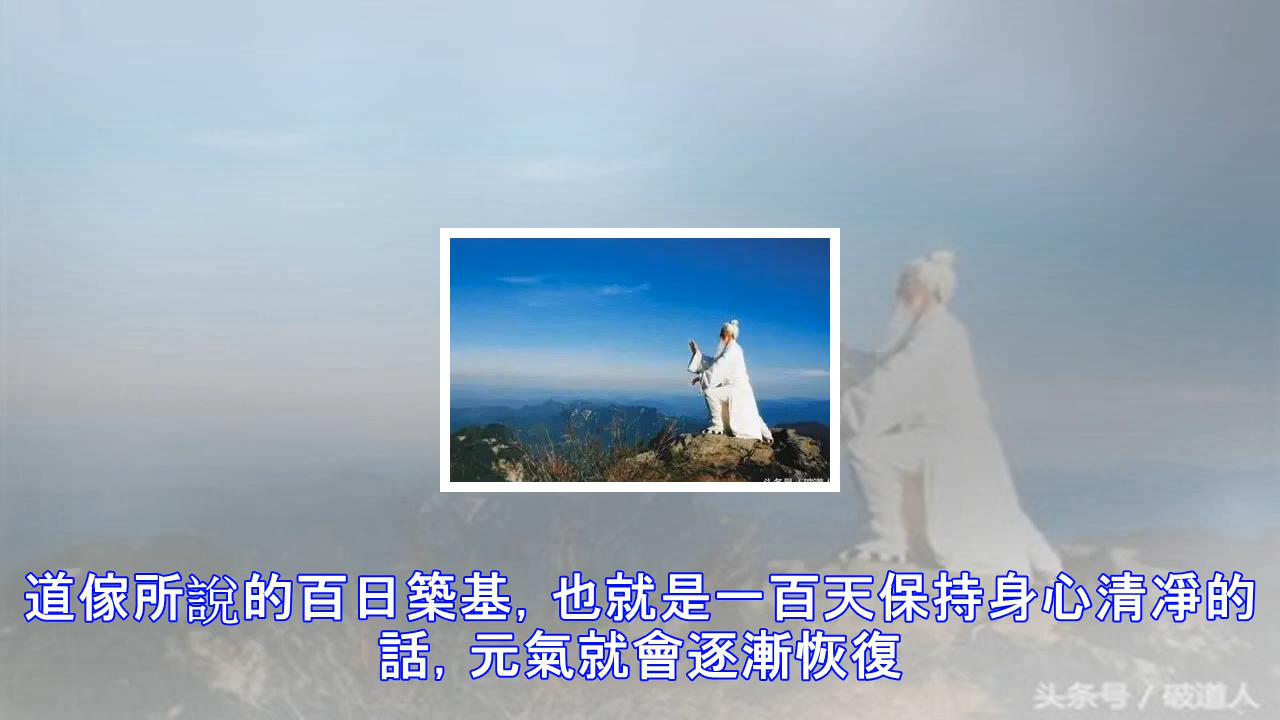 道傢所說的百日築基, 也就是一百天保持身心清淨的
話, 元氣就會逐漸恢復
头条号 / 破道人